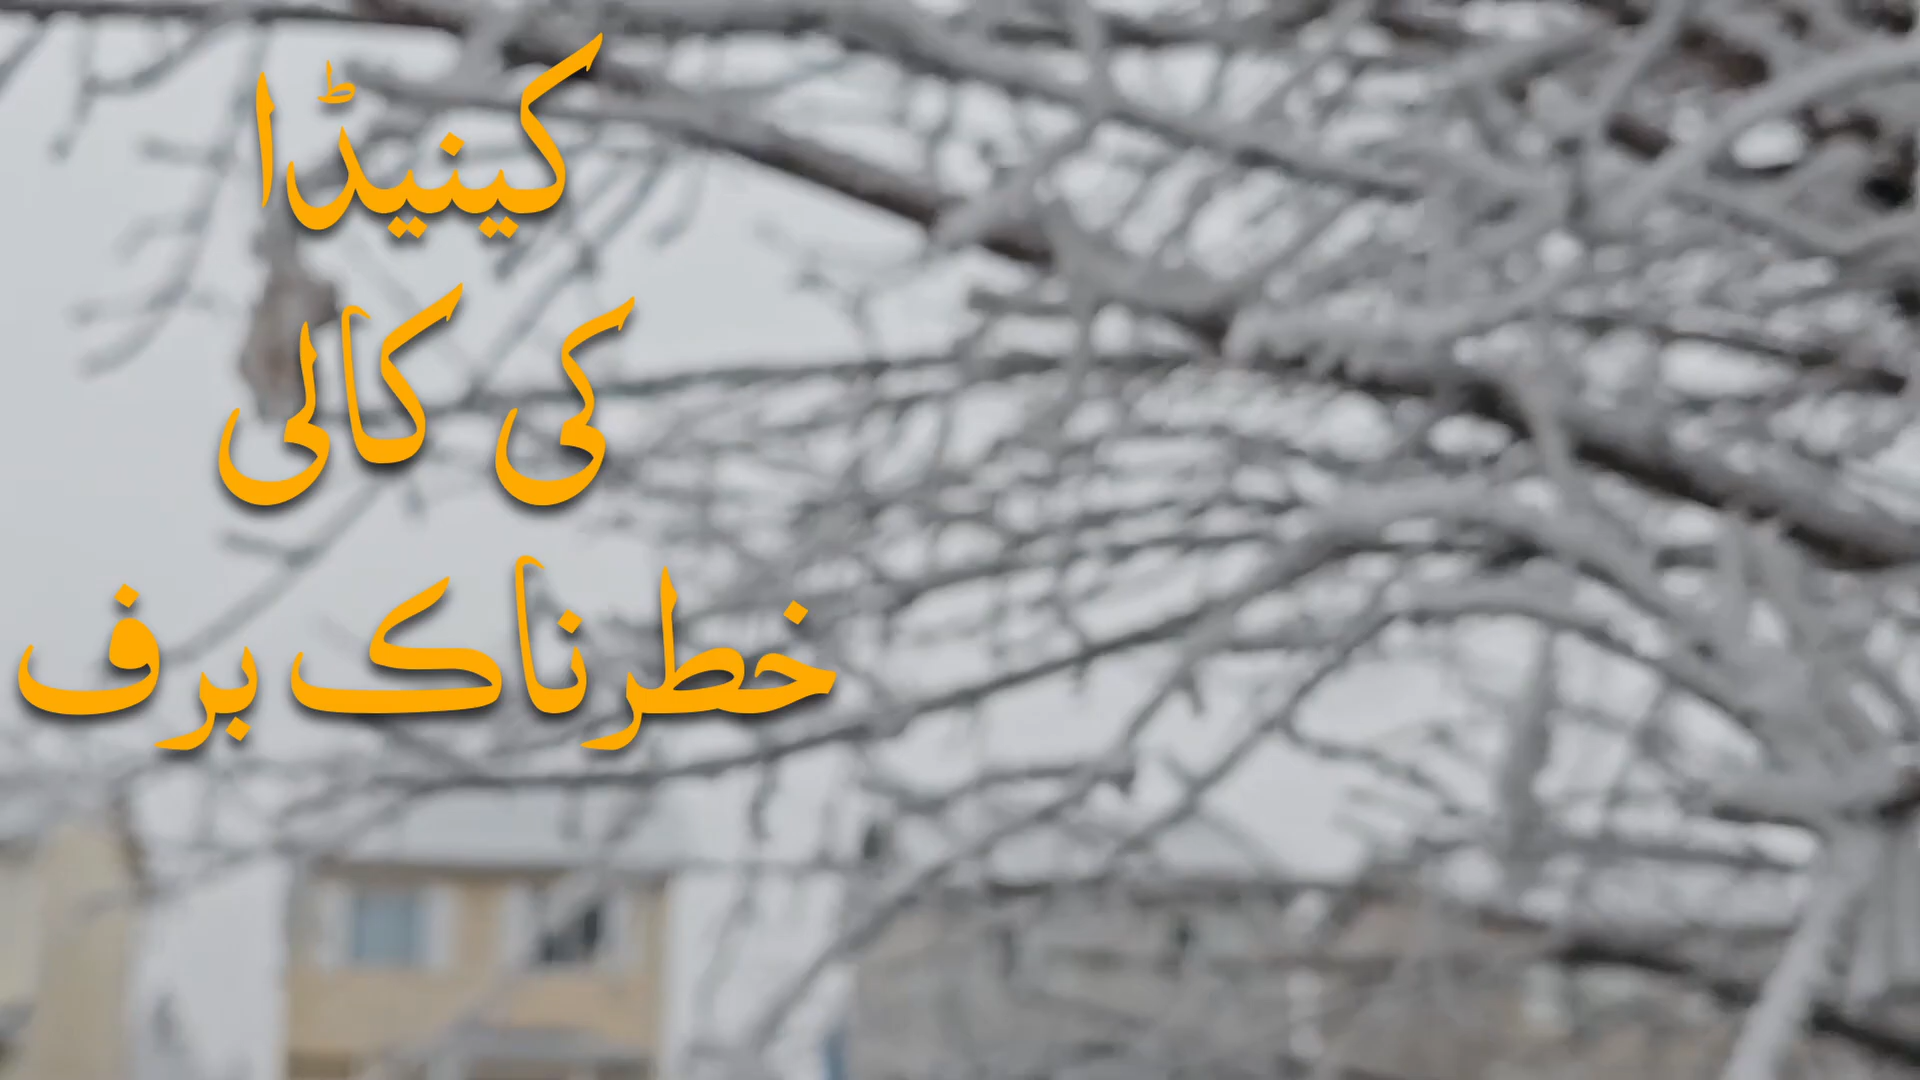 کینیڈا
کی کالی
خطرناک برف